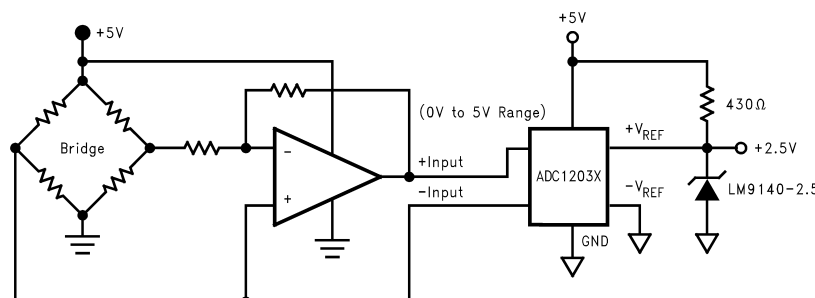 +5V
Bridge
−
+
(0V to 5V Range)
+Input
−Input
+5V
ADC1203X
GND
+VREF
−VREF
430Ω
+2.5V
LM9140-2.5